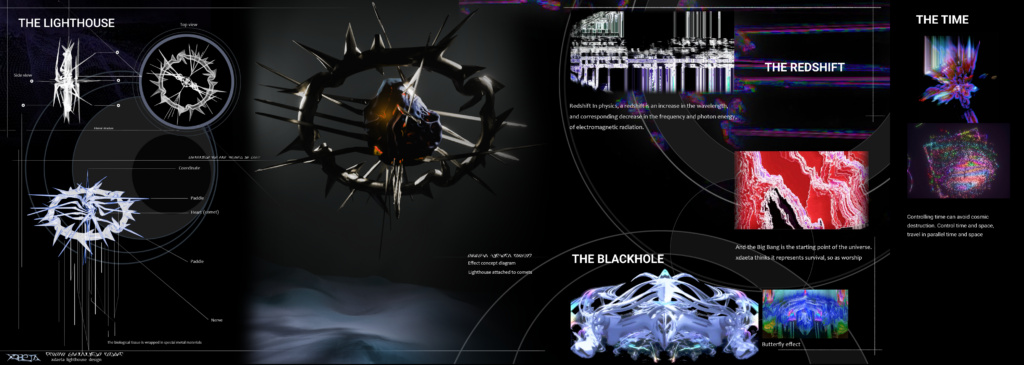 THE LIGHTHOUSE
Top view
Side view
Coordinate
Paddle
Head (comet)
Paddle
Nerve
The biological tissue is wrapped in special metal materials
xdaeta lighthouse design
Effect concept diagram
Lighthouse attached to comets
THE REDSHIFT
Redshift In physics, a redshift is an increase in the wavelength,
and corresponding decrease in the frequency and photon energy,
of electromagnetic radiation.
And the Big Bang is the starting point of the universe.
xdaeta thinks it represents survival, so as worship
THE BLACKHOLE
Butterfly effect
THE TIME
Controlling time can avoid cosmic
destruction. Control time and space,
travel in parallel time and space